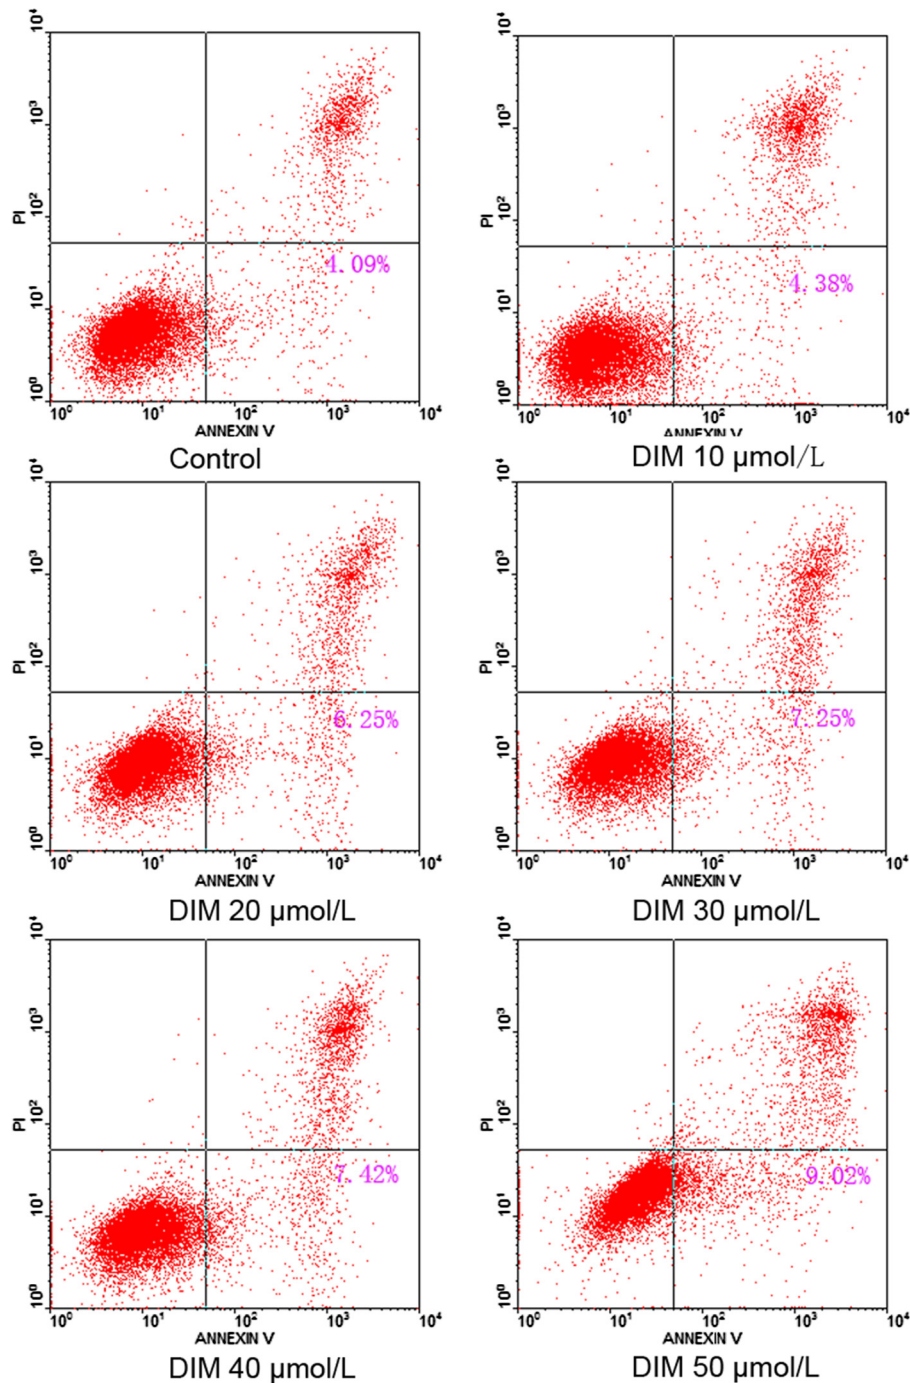 10⁴ 10⁴
10³ 10³
PI 10² PI 10²
4.09% 4.38%
10¹ 10¹
10⁰ 10⁰
10⁰ 10¹ 10² 10³ 10⁴ 10⁰ 10¹ 10² 10³ 10⁴
ANNEXIN V ANNEXIN V
Control DIM 10 μmol/L
10⁴ 10⁴
10³ 10³
PI 10² PI 10²
6.25% 7.25%
10¹ 10¹
10⁰ 10⁰
10⁰ 10¹ 10² 10³ 10⁴ 10⁰ 10¹ 10² 10³ 10⁴
ANNEXIN V ANNEXIN V
DIM 20 μmol/L DIM 30 μmol/L
10⁴ 10⁴
10³ 10³
PI 10² PI 10²
7.42% 9.02%
10¹ 10¹
10⁰ 10⁰
10⁰ 10¹ 10² 10³ 10⁴ 10⁰ 10¹ 10² 10³ 10⁴
ANNEXIN V ANNEXIN V
DIM 40 μmol/L DIM 50 μmol/L